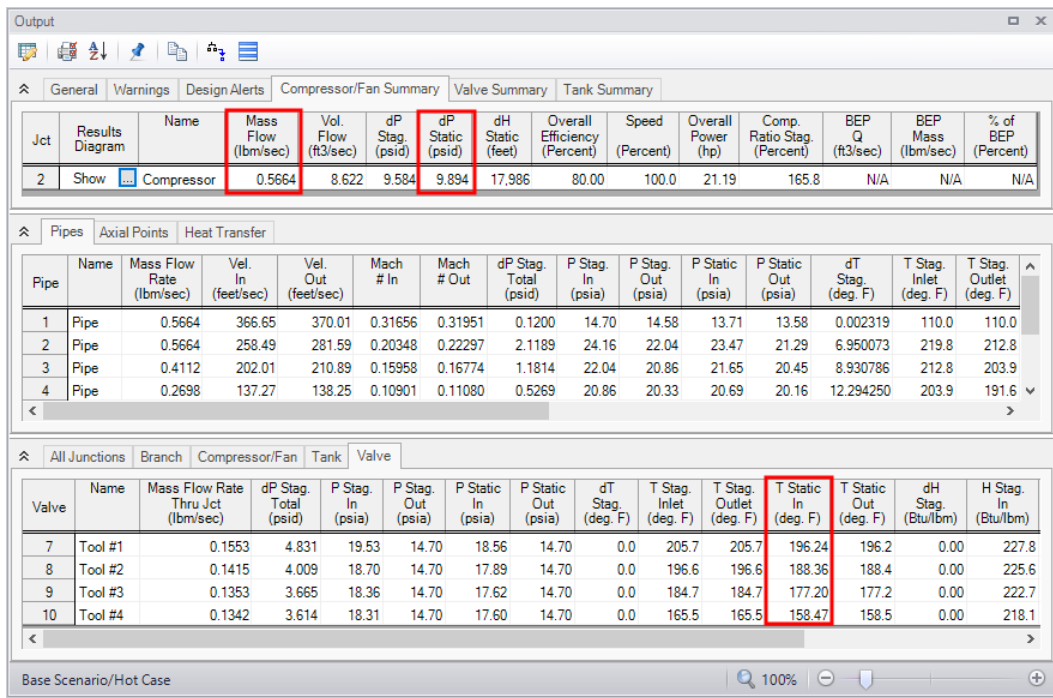 Output
General Warnings Design Alerts Compressor/Fan Summary Valve Summary Tank Summary
Jct Results Diagram Name Mass Flow (lbm/sec) Vol. Flow (ft3/sec) dP Stag. (psid) dP Static (psid) dH Static (feet) Overall Efficiency (Percent) Speed (Percent) Overall Power (hp) Comp. Ratio Stag. (Percent) BEP Q (ft3/sec) BEP Mass (lbm/sec) % of BEP (Percent)
2 Show ... Compressor 0.5664 8.622 9.584 9.894 17,986 80.00 100.0 21.19 165.8 N/A N/A N/A
Pipes Axial Points Heat Transfer
Pipe Name Mass Flow Rate (lbm/sec) Vel. In (feet/sec) Vel. Out (feet/sec) Mach # In Mach # Out dP Stag. Total (psid) P Stag. In (psia) P Stag. Out (psia) P Static In (psia) P Static Out (psia) dT Stag. (deg. F) T Stag. Inlet (deg. F) T Stag. Outlet (deg. F)
1 Pipe 0.5664 366.65 370.01 0.31656 0.31951 0.1200 14.70 14.58 13.71 13.58 0.002319 110.0 110.0
2 Pipe 0.5664 258.49 281.59 0.20348 0.22297 2.1189 24.16 22.04 23.47 21.29 6.950073 219.8 212.8
3 Pipe 0.4112 202.01 210.89 0.15958 0.16774 1.1814 22.04 20.86 21.65 20.45 8.930786 212.8 203.9
4 Pipe 0.2698 137.27 138.25 0.10901 0.11080 0.5269 20.86 20.33 20.69 20.16 12.294250 203.9 191.6
All Junctions Branch Compressor/Fan Tank Valve
Valve Name Mass Flow Rate Thru Jct (lbm/sec) dP Stag. Total (psid) P Stag. In (psia) P Stag. Out (psia) P Static In (psia) P Static Out (psia) dT Stag. (deg. F) T Stag. Inlet (deg. F) T Stag. Outlet (deg. F) T Static In (deg. F) T Static Out (deg. F) dH Stag. (Btu/lbm) H Stag. In (Btu/lbm)
7 Tool #1 0.1553 4.831 19.53 14.70 18.56 14.70 0.0 205.7 205.7 196.24 196.2 0.00 227.8
8 Tool #2 0.1415 4.009 18.70 14.70 17.89 14.70 0.0 196.6 196.6 188.36 188.4 0.00 225.6
9 Tool #3 0.1353 3.665 18.36 14.70 17.62 14.70 0.0 184.7 184.7 177.20 177.2 0.00 222.7
10 Tool #4 0.1342 3.614 18.31 14.70 17.60 14.70 0.0 165.5 165.5 158.47 158.5 0.00 218.1
Base Scenario/Hot Case 100%